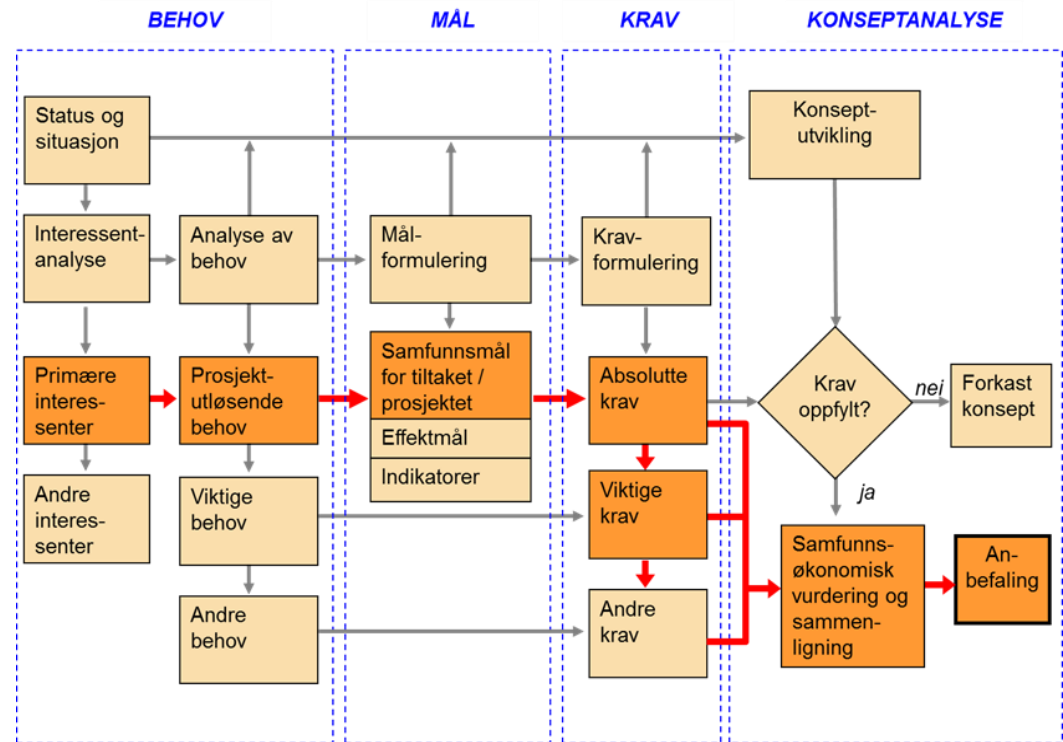 BEHOV
MÅL
KRAV
KONSEPTANALYSE
Status og
situasjon
Konsept-
utvikling
Interessent-
analyse
Analyse av
behov
Mål-
formulering
Krav-
formulering
Primære
interes-
senter
Prosjekt-
utløsende
behov
Samfunnsmål
for tiltaket /
prosjektet
Effektmål
Indikatorer
Absolutte
krav
Krav
oppfylt?
nei
Forkast
konsept
ja
Andre
interes-
senter
Viktige
behov
Viktige
krav
Samfunns-
økonomisk
vurdering og
sammen-
ligning
An-
befaling
Andre
behov
Andre
krav